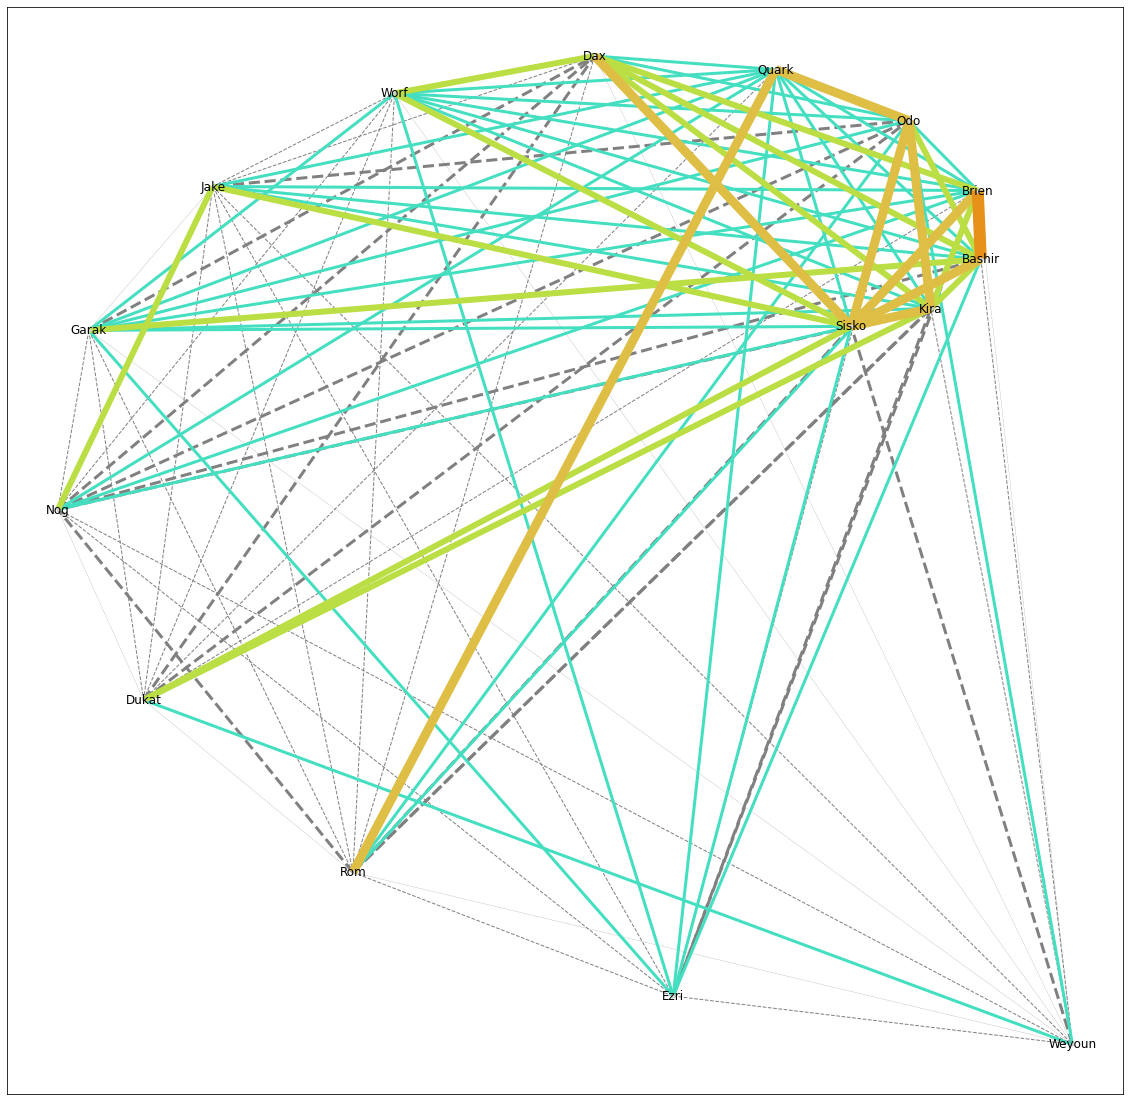 Dax
Quark
Worf
Odo
Jake
Brien
Bashir
Kira
Sisko
Garak
Nog
Dukat
Rom
Ezri
Weyoun